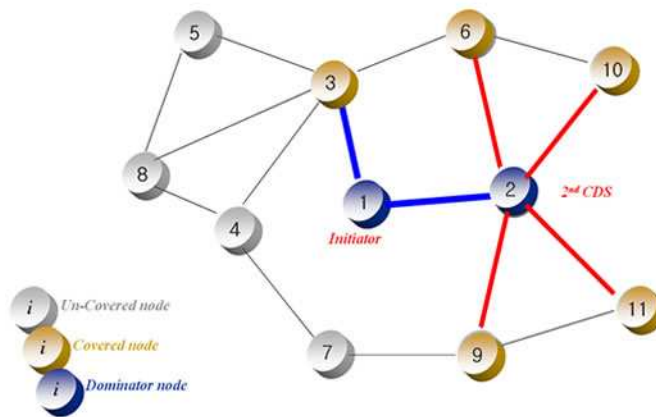 5
6
3
10
8
1
2
2nd CDS
4
Initiator
i Un-Covered node
11
i Covered node
7
9
i Dominator node